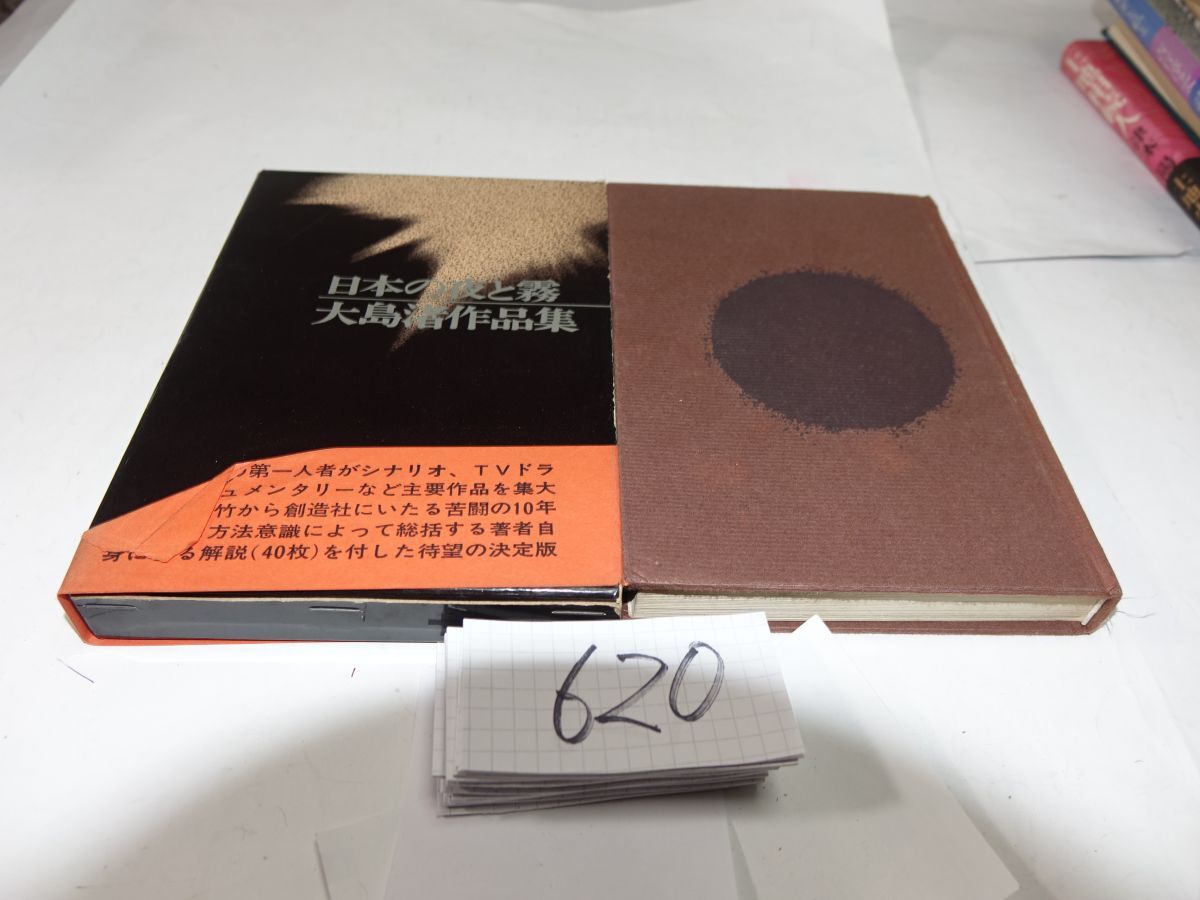 日本の夜と霧
大島渚作品集
第一人者がシナリオ、TVドラ
ュメンタリーなど主要作品を集大
竹から創造社にいたる苦闘の10年
方法意識によって総括する著者自
身に る解説(40枚)を付した待望の決定版
620